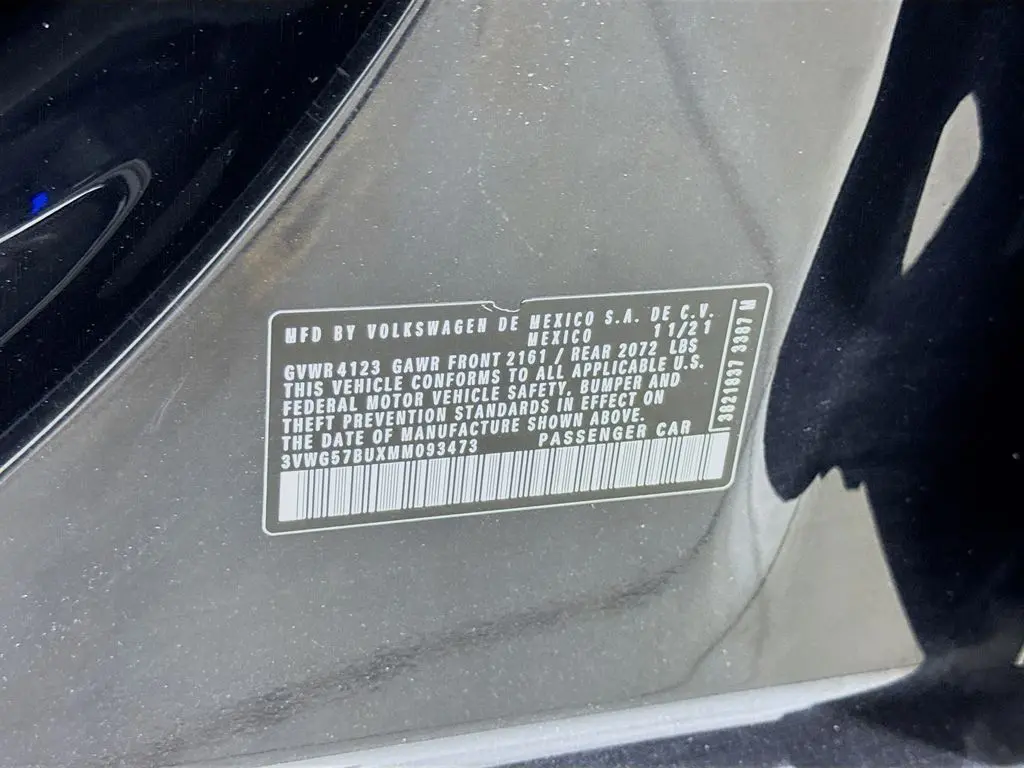 MFD BY VOLKSWAGEN DE MEXICO S.A. DE C.V.
MEXICO 11/21
GVWR 4123 GAWR FRONT 2161 / REAR 2072 LBS
THIS VEHICLE CONFORMS TO ALL APPLICABLE U.S.
FEDERAL MOTOR VEHICLE SAFETY, BUMPER AND
THEFT PREVENTION STANDARDS IN EFFECT ON
THE DATE OF MANUFACTURE SHOWN ABOVE.
3VWG57BUXMM093473 PASSENGER CAR
3021837 3387 M